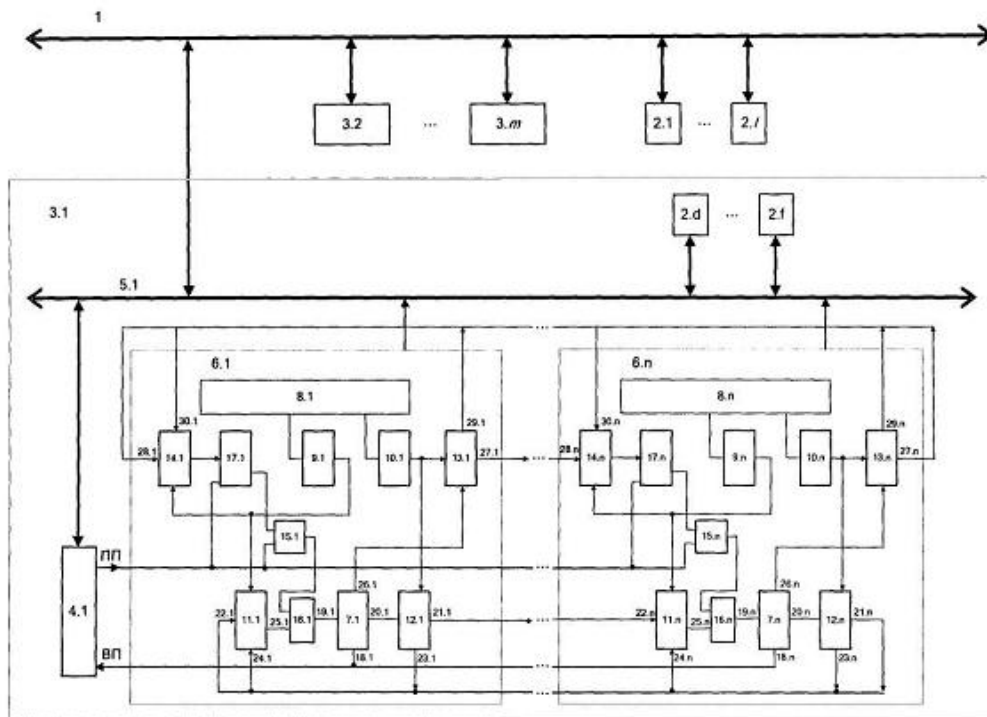 1
3.2 ... 3.m 2.1 ... 2.l
3.1 2.d ... 2.f
5.1
...
6.1 6.n
8.1 8.n
30.1 29.1 30.n 29.n
28.1 14.1 17.1 9.1 10.1 13.1 27.1 ... 28.n 14.n 17.n 9.n 10.n 13.n 27.n
15.1 15.n
ПП ...
4.1 26.1 26.n
22.1 11.1 25.1 16.1 19.1 7.1 20.1 12.1 21.1 ... 22.n 11.n 25.n 16.n 19.n 7.n 20.n 12.n 21.n
ВП 24.1 18.1 23.1 ... 24.n 18.n 23.n
...